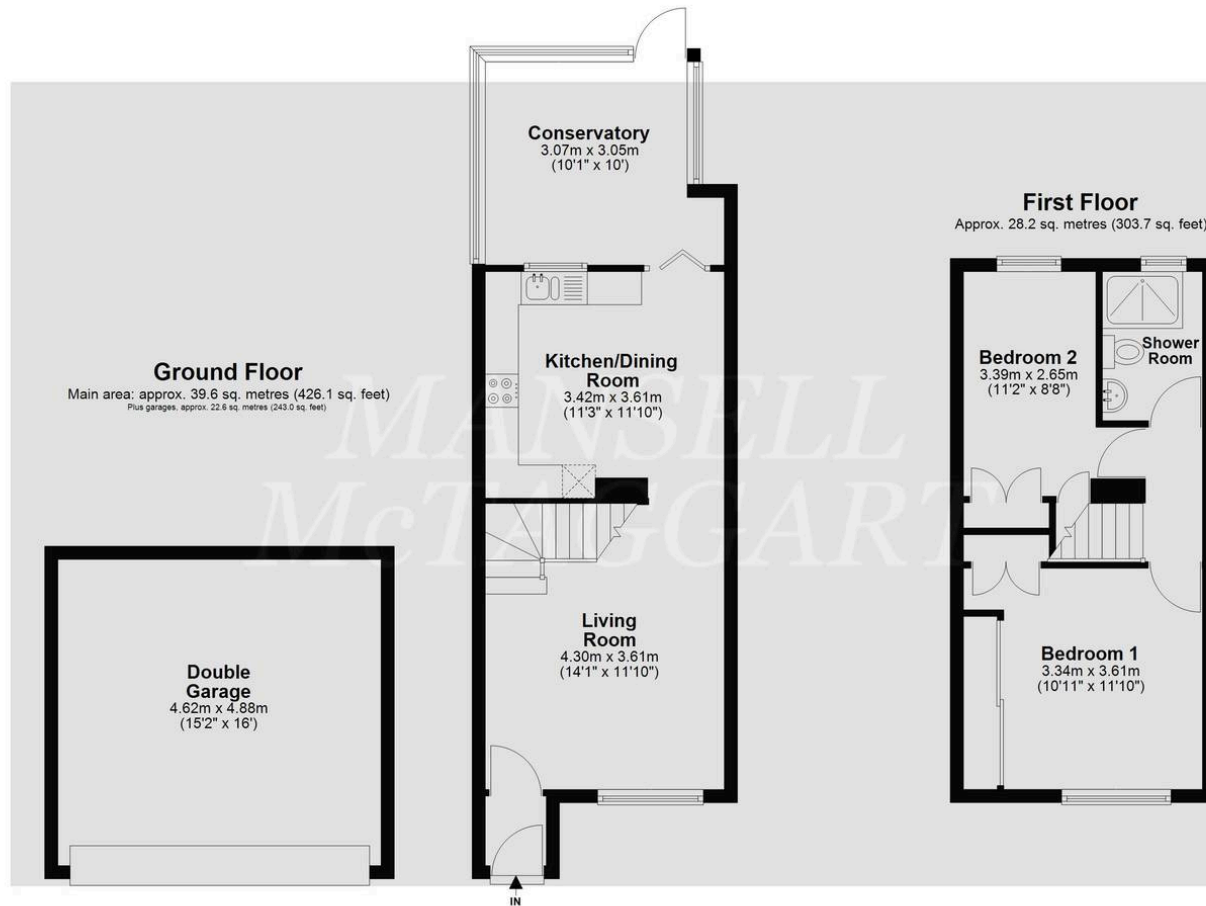 Ground Floor
Main area: approx. 39.6 sq. metres (426.1 sq. feet)
Plus garages, approx. 22.6 sq. metres (243.0 sq. feet)
Double
Garage
4.62m x 4.88m
(15'2" x 16')
Conservatory
3.07m x 3.05m
(10'1" x 10')
Kitchen/Dining
Room
3.42m x 3.61m
(11'3" x 11'10")
Living
Room
4.30m x 3.61m
(14'1" x 11'10")
IN
First Floor
Approx. 28.2 sq. metres (303.7 sq. feet)
Bedroom 2
3.39m x 2.65m
(11'2" x 8'8")
Shower
Room
Bedroom 1
3.34m x 3.61m
(10'11" x 11'10")
MANSELL
McTAGGART